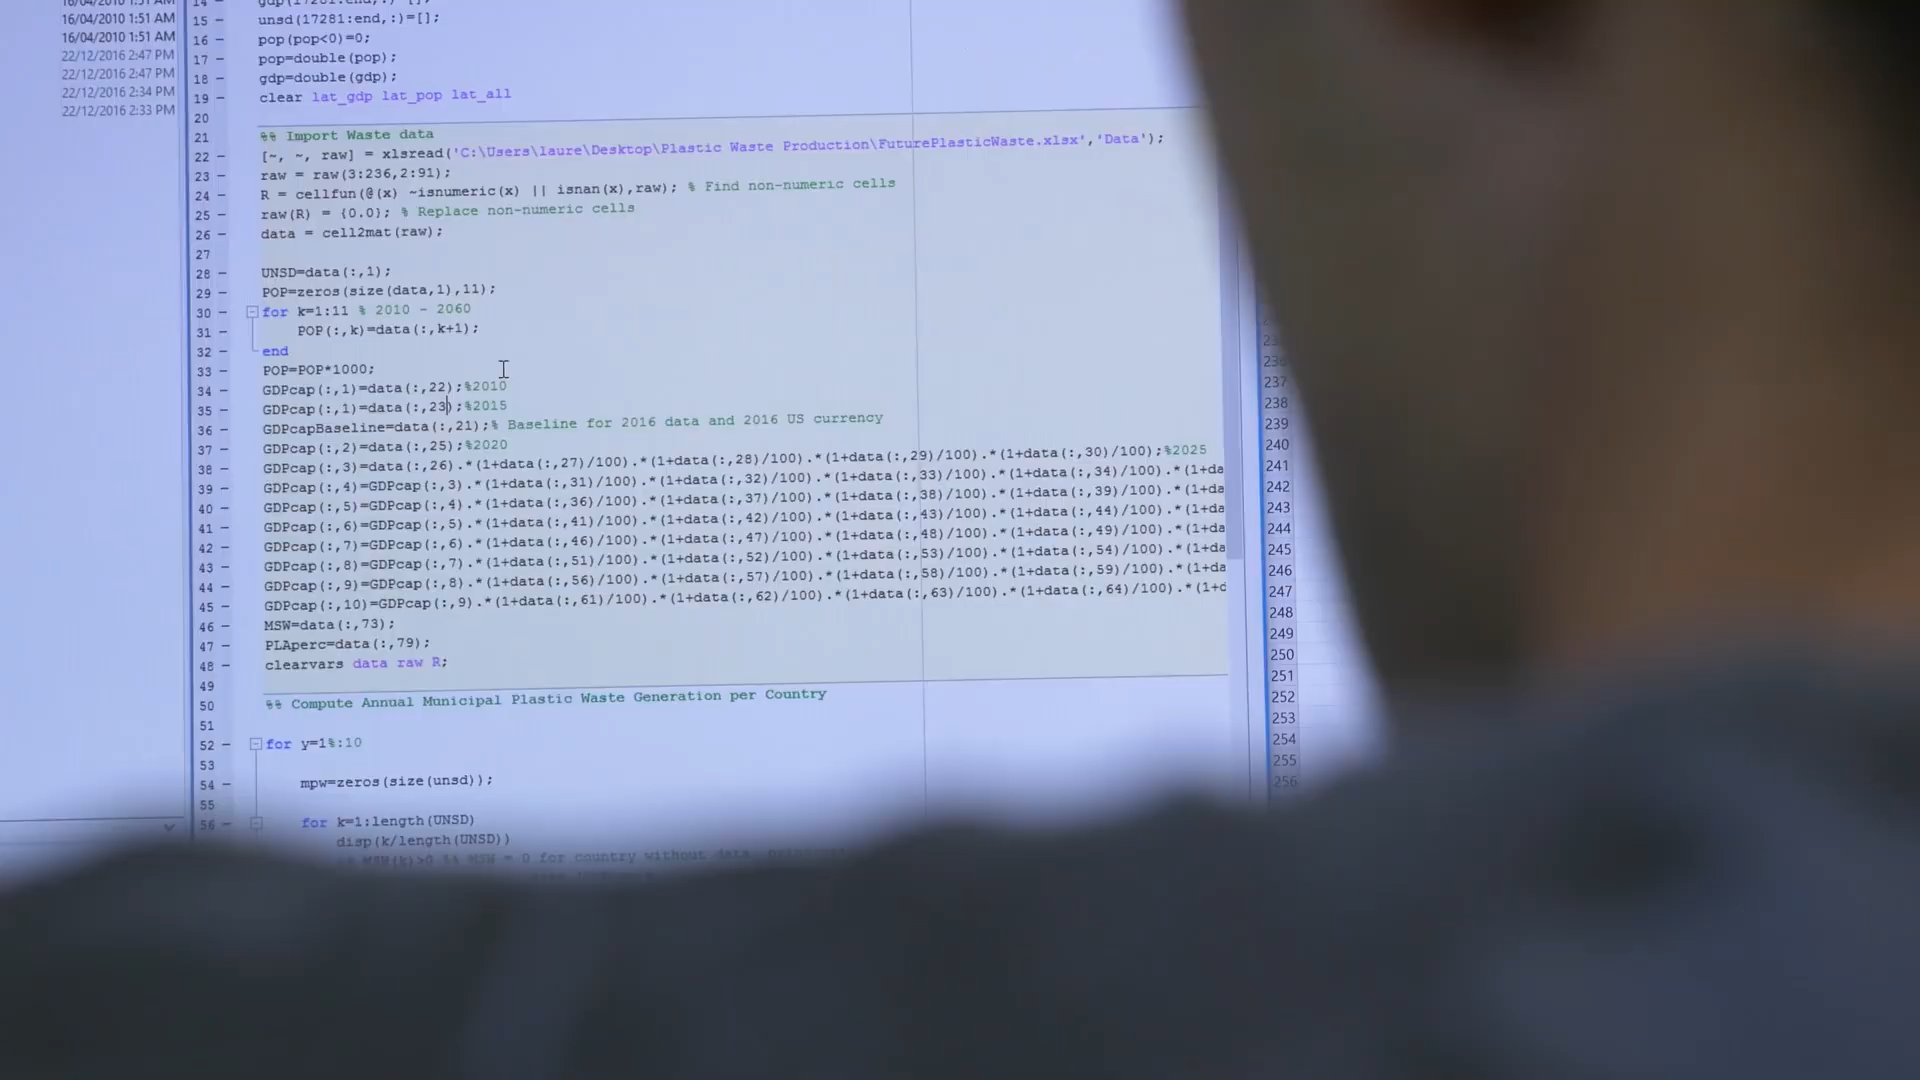 16/04/2010 1:51 AM
16/04/2010 1:51 AM
22/12/2016 2:47 PM
22/12/2016 2:47 PM
22/12/2016 2:34 PM
22/12/2016 2:33 PM
15 - unsd(17281:end,:)=[];
16 - pop(pop<0)=0;
17 - pop=double(pop);
18 - gdp=double(gdp);
19 - clear lat_gdp lat_pop lat_all
20
21 %% Import Waste data
22 - [~, ~, raw] = xlsread('C:\Users\laure\Desktop\Plastic Waste Production\FuturePlasticWaste.xlsx','Data');
23 - raw = raw(3:236,2:91);
24 - R = cellfun(@(x) ~isnumeric(x) || isnan(x),raw); % Find non-numeric cells
25 - raw(R) = {0.0}; % Replace non-numeric cells
26 - data = cell2mat(raw);
27
28 - UNSD=data(:,1);
29 - POP=zeros(size(data,1),11);
30 - for k=1:11 % 2010 - 2060
31 - POP(:,k)=data(:,k+1);
32 - end
33 - POP=POP*1000;
34 - GDPcap(:,1)=data(:,22);%2010
35 - GDPcap(:,1)=data(:,23);%2015
36 - GDPcapBaseline=data(:,21);% Baseline for 2016 data and 2016 US currency
37 - GDPcap(:,2)=data(:,25);%2020
38 - GDPcap(:,3)=data(:,26).*(1+data(:,27)/100).*(1+data(:,28)/100).*(1+data(:,29)/100).*(1+data(:,30)/100);%2025
39 - GDPcap(:,4)=GDPcap(:,3).*(1+data(:,31)/100).*(1+data(:,32)/100).*(1+data(:,33)/100).*(1+data(:,34)/100).*(1+da
40 - GDPcap(:,5)=GDPcap(:,4).*(1+data(:,36)/100).*(1+data(:,37)/100).*(1+data(:,38)/100).*(1+data(:,39)/100).*(1+da
41 - GDPcap(:,6)=GDPcap(:,5).*(1+data(:,41)/100).*(1+data(:,42)/100).*(1+data(:,43)/100).*(1+data(:,44)/100).*(1+da
42 - GDPcap(:,7)=GDPcap(:,6).*(1+data(:,46)/100).*(1+data(:,47)/100).*(1+data(:,48)/100).*(1+data(:,49)/100).*(1+da
43 - GDPcap(:,8)=GDPcap(:,7).*(1+data(:,51)/100).*(1+data(:,52)/100).*(1+data(:,53)/100).*(1+data(:,54)/100).*(1+da
44 - GDPcap(:,9)=GDPcap(:,8).*(1+data(:,56)/100).*(1+data(:,57)/100).*(1+data(:,58)/100).*(1+data(:,59)/100).*(1+da
45 - GDPcap(:,10)=GDPcap(:,9).*(1+data(:,61)/100).*(1+data(:,62)/100).*(1+data(:,63)/100).*(1+data(:,64)/100).*(1+d
46 - MSW=data(:,73);
47 - PLAperc=data(:,79);
48 - clearvars data raw R;
49
50 %% Compute Annual Municipal Plastic Waste Generation per Country
51
52 - for y=1%:10
53
54 - mpw=zeros(size(unsd));
55
56 - for k=1:length(UNSD)
disp(k/length(UNSD))
MSW(k)>0 %% MSW = 0 for country without data
236
237
238
239
240
241
242
243
244
245
246
247
248
249
250
251
252
253
254
255
256